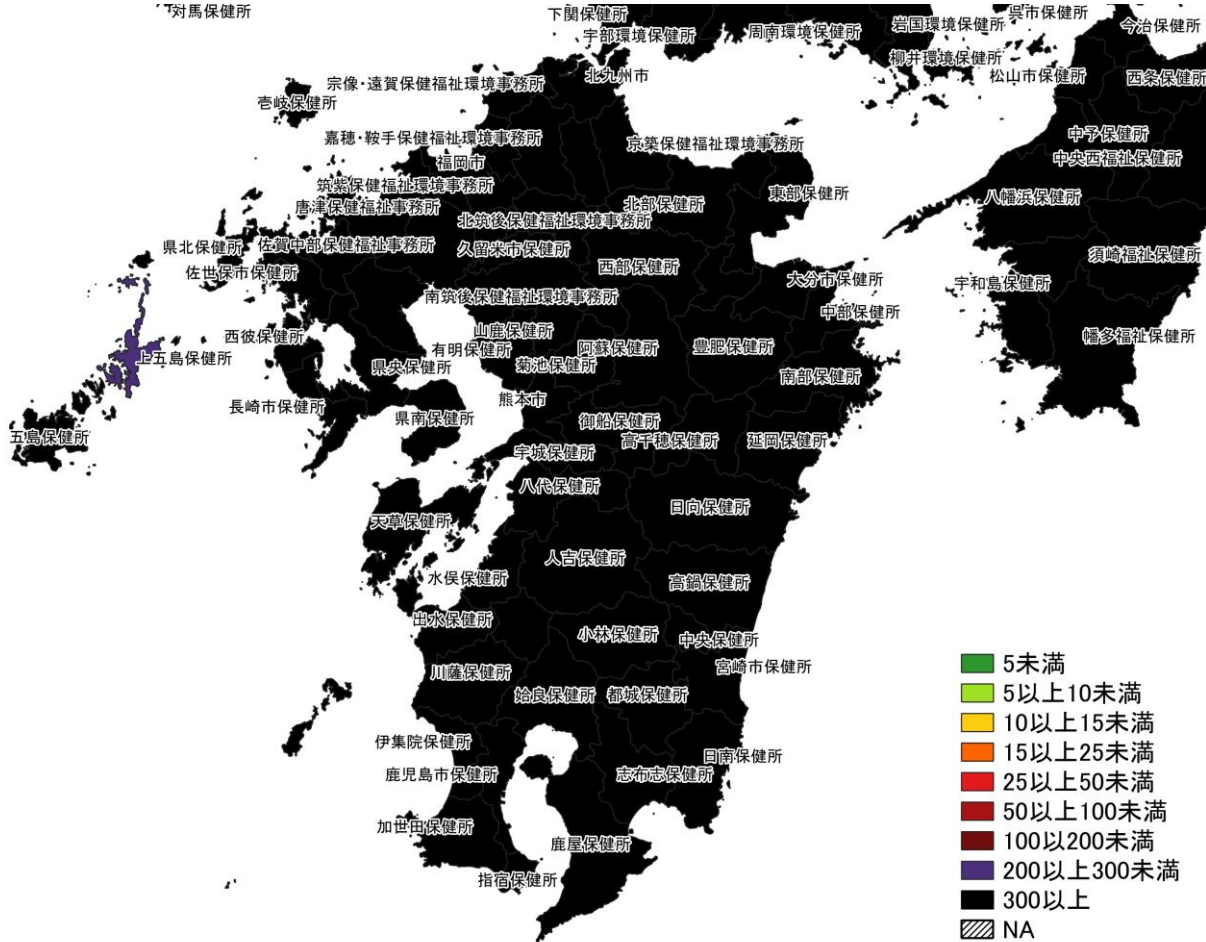 対馬保健所
下関保健所
宇部環境保健所
周南環境保健所
岩国環境保健所
呉市保健所
今治保健所
柳井環境保健所
松山市保健所
西条保健所
北九州市
宗像・遠賀保健福祉環境事務所
壱岐保健所
嘉穂・鞍手保健福祉環境事務所
京築保健福祉環境事務所
中予保健所
中央西福祉保健所
福岡市
筑紫保健福祉環境事務所
東部保健所
八幡浜保健所
唐津保健福祉事務所
北部保健所
北筑後保健福祉環境事務所
県北保健所
佐賀中部保健福祉事務所
久留米市保健所
須崎福祉保健所
佐世保市保健所
西部保健所
大分市保健所
宇和島保健所
南筑後保健福祉環境事務所
中部保健所
西彼保健所
山鹿保健所
幡多福祉保健所
上五島保健所
有明保健所
阿蘇保健所
豊肥保健所
県央保健所
菊池保健所
南部保健所
長崎市保健所
熊本市
県南保健所
御船保健所
五島保健所
高千穂保健所
延岡保健所
宇城保健所
八代保健所
日向保健所
天草保健所
人吉保健所
水俣保健所
高鍋保健所
出水保健所
小林保健所
中央保健所
宮崎市保健所
川薩保健所
姶良保健所
都城保健所
伊集院保健所
日南保健所
鹿児島市保健所
志布志保健所
加世田保健所
鹿屋保健所
指宿保健所
5未満
5以上10未満
10以上15未満
15以上25未満
25以上50未満
50以上100未満
100以200未満
200以上300未満
300以上
NA